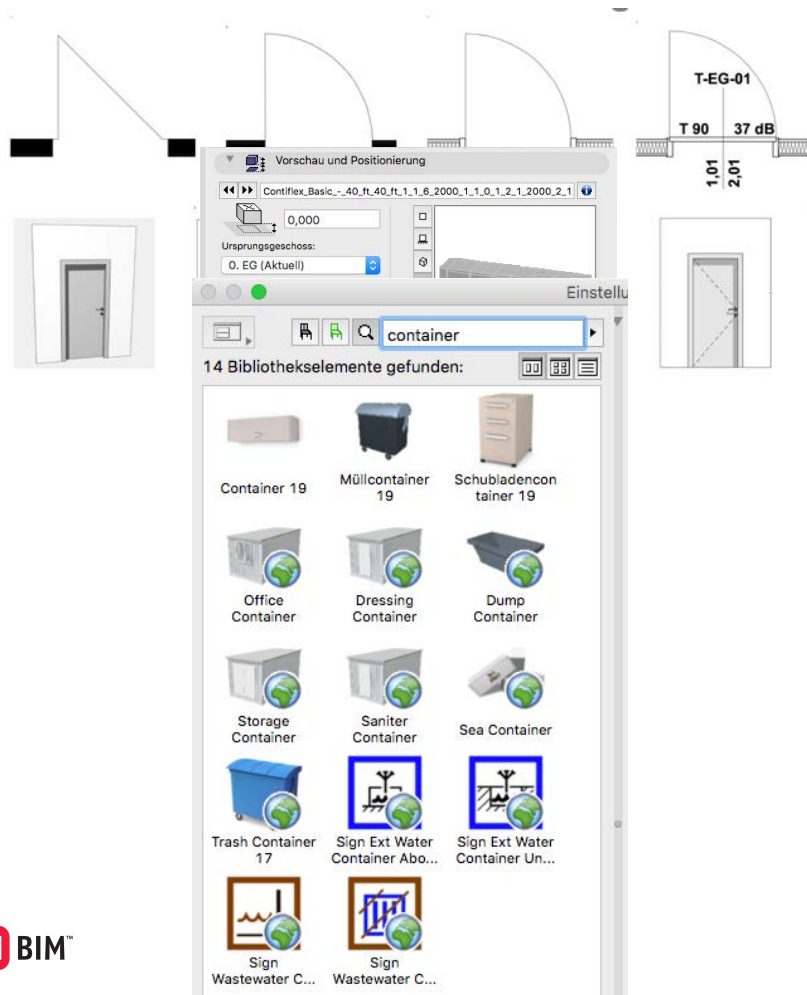 T-EG-01
T 90 37 dB
1,01
2,01
Vorschau und Positionierung
Contiflex_Basic_-_40_ft_40_ft_1_1_6_2000_1_1_0_1_2_1_2000_2_1
0,000
Ursprungsgeschoss:
0. EG (Aktuell)
Einstellu
container
14 Bibliothekselemente gefunden:
Container 19
Müllcontainer
19
Schubladencon
tainer 19
Office
Container
Dressing
Container
Dump
Container
Storage
Container
Saniter
Container
Sea Container
Trash Container
17
Sign Ext Water
Container Abo...
Sign Ext Water
Container Un...
Sign
Wastewater C...
Sign
Wastewater C...
BIM™